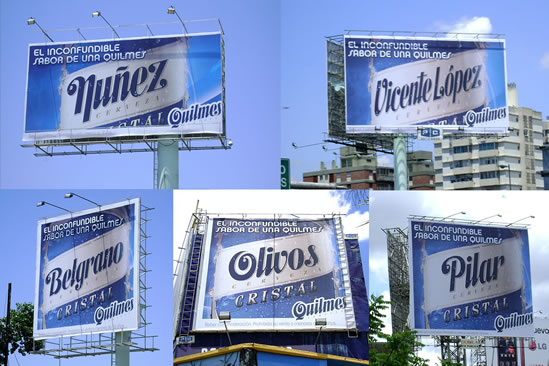 EL INCONFUNDIBLE
SABOR DE UNA QUILMES
Nuñez
CERVEZA
CRISTAL
Quilmes
EL INCONFUNDIBLE
SABOR DE UNA QUILMES
Vicente López
CERVEZA
CRISTAL
Quilmes
EL INCONFUNDIBLE
SABOR DE UNA QUILMES
Belgrano
CRISTAL
Quilmes
EL INCONFUNDIBLE
SABOR DE UNA QUILMES
Olivos
CERVEZA
CRISTAL
Quilmes
EL INCONFUNDIBLE
SABOR DE UNA QUILMES
Pilar
CERVEZA
CRISTAL
Quilmes
LG